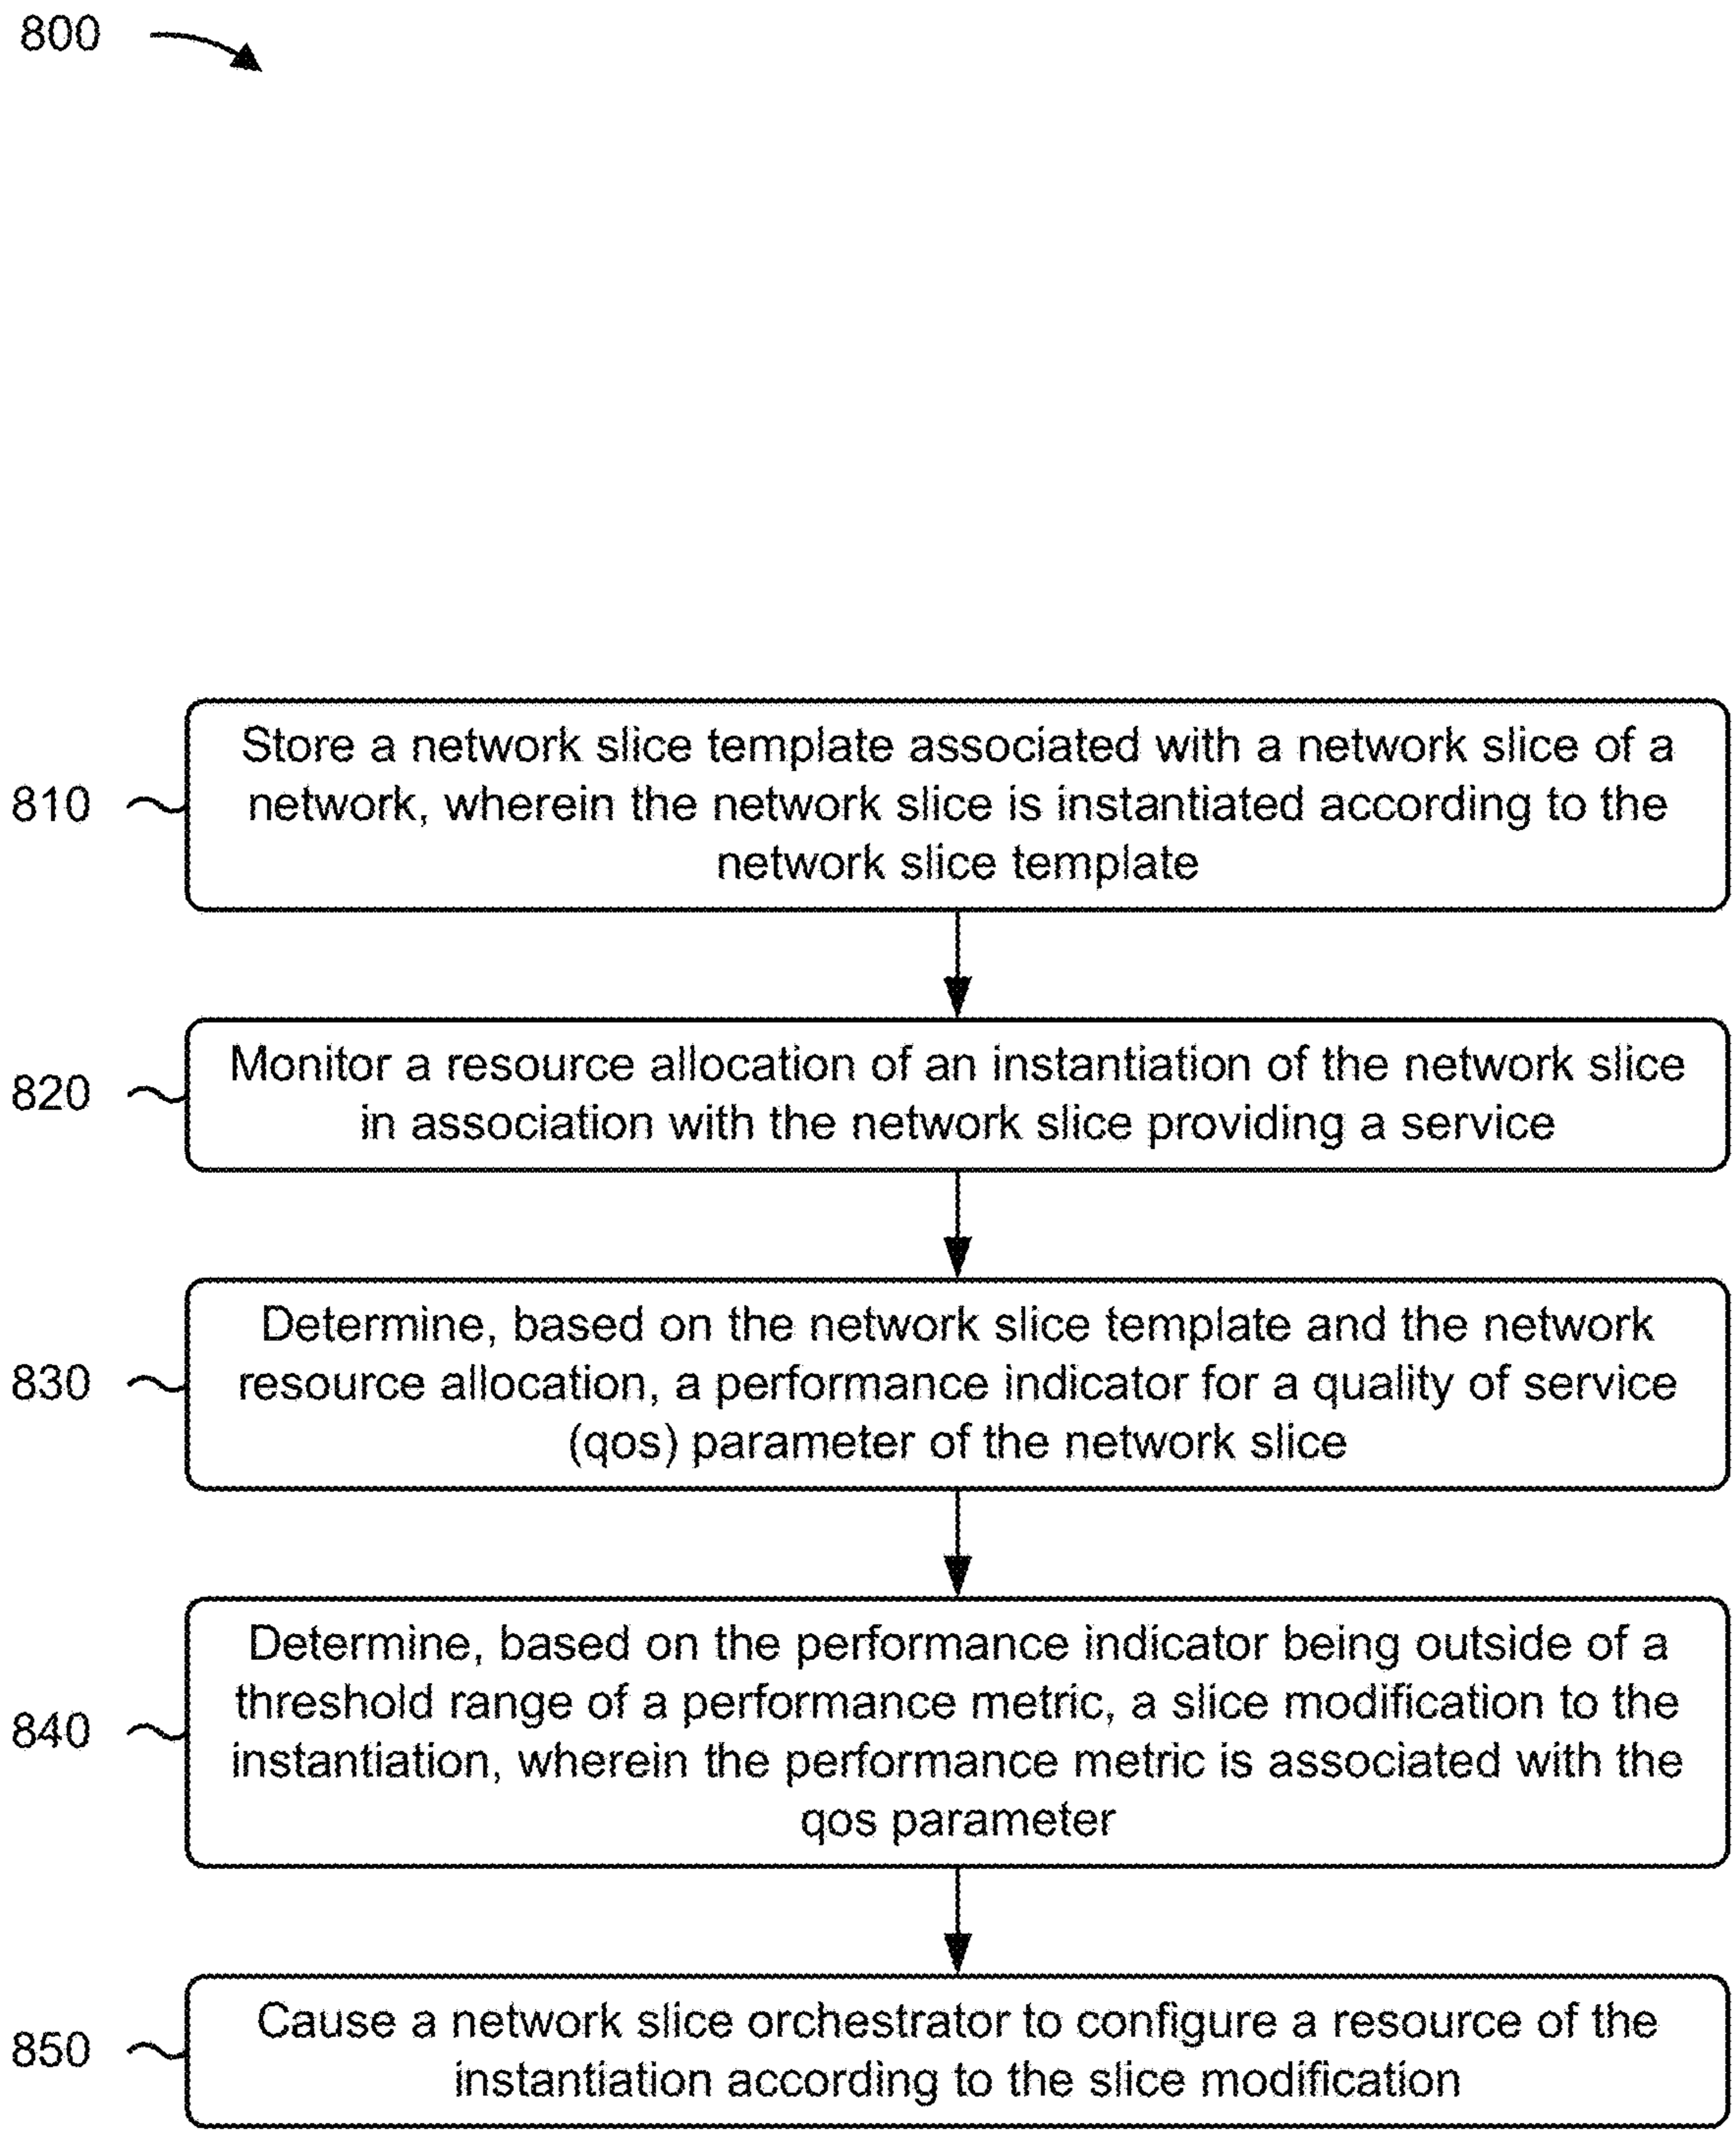 800
810
Store a network slice template associated with a network slice of a
network, wherein the network slice is instantiated according to the
network slice template
820
Monitor a resource allocation of an instantiation of the network slice
in association with the network slice providing a service
830
Determine, based on the network slice template and the network
resource allocation, a performance indicator for a quality of service
(qos) parameter of the network slice
840
Determine, based on the performance indicator being outside of a
threshold range of a performance metric, a slice modification to the
instantiation, wherein the performance metric is associated with the
qos parameter
850
Cause a network slice orchestrator to configure a resource of the
instantiation according to the slice modification